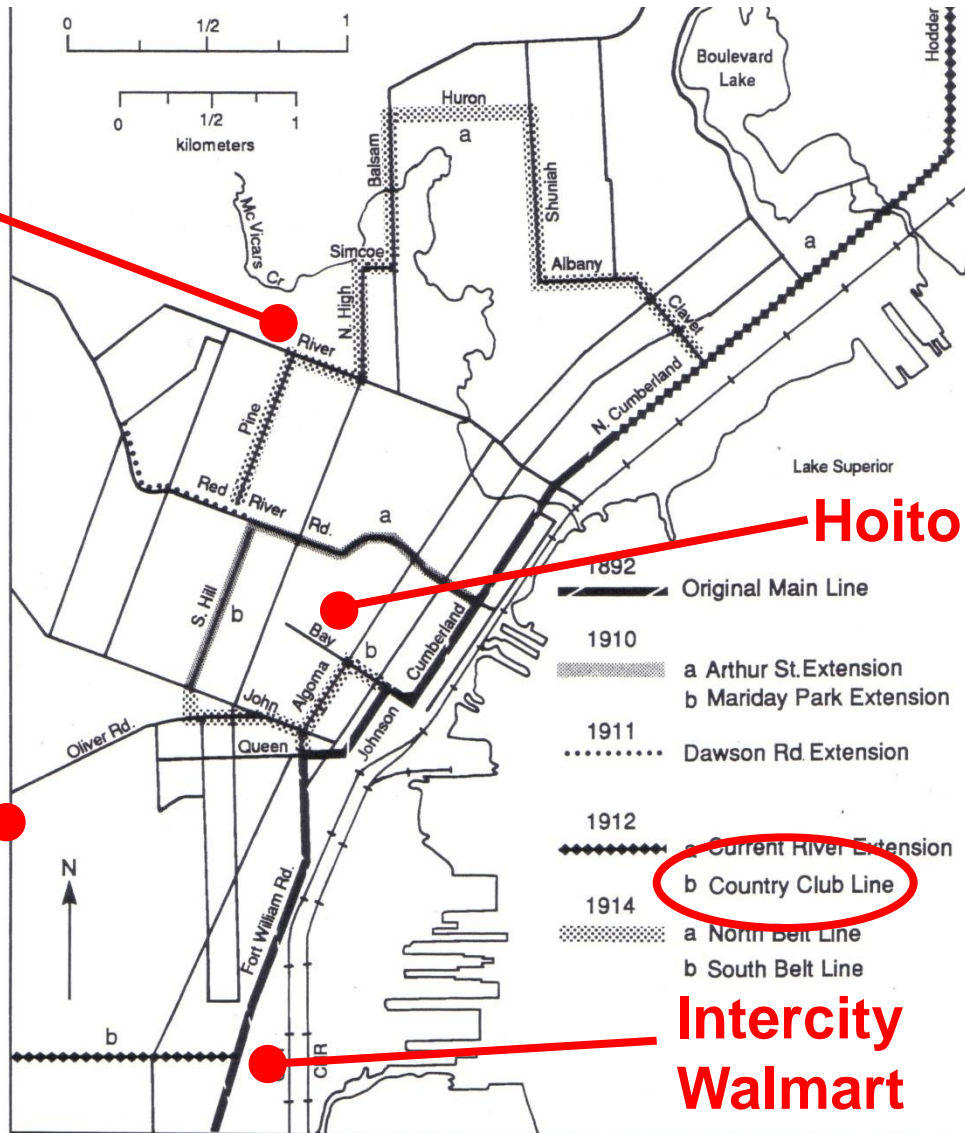 0
1/2
1
0
1/2
1
kilometers
Boulevard
Lake
Hodder
Huron
a
Balsam
Shuniah
Mc Vicars
Cr
Simcoe
Albany
a
N. High
Clavet
River
N. Cumberland
Pine
Lake Superior
Red
River
Rd.
a
Hoito
1892
Original Main Line
S. Hill
b
Bay
b
Cumberland
1910
a Arthur St.Extension
b Mariday Park Extension
John
Algoma
1911
Dawson Rd. Extension
Oliver Rd.
Queen
Johnson
1912
a Current River Extension
b Country Club Line
N
1914
a North Belt Line
b South Belt Line
Fort William Rd.
b
Intercity
Walmart